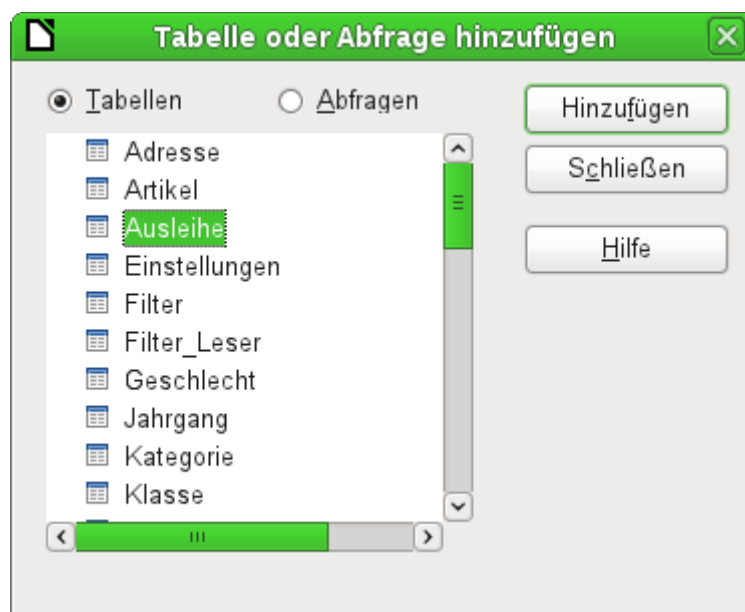 Tabelle oder Abfrage hinzufügen
Tabellen
Abfragen
Hinzufügen
Schließen
Hilfe
Adresse
Artikel
Ausleihe
Einstellungen
Filter
Filter_Leser
Geschlecht
Jahrgang
Kategorie
Klasse